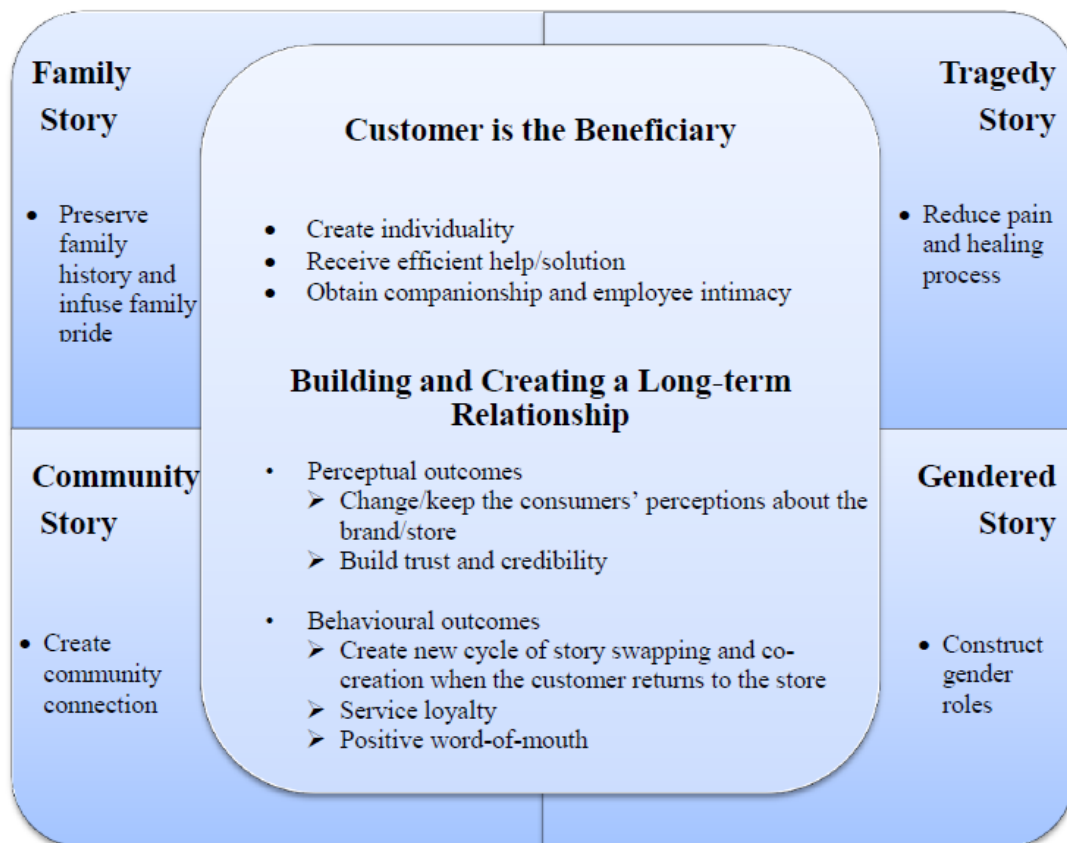 Family
Story
• Preserve
family
history and
infuse family
pride
Tragedy
Story
• Reduce pain
and healing
process
Customer is the Beneficiary
• Create individuality
• Receive efficient help/solution
• Obtain companionship and employee intimacy
Building and Creating a Long-term
Relationship
• Perceptual outcomes
➢ Change/keep the consumers’ perceptions about the
brand/store
➢ Build trust and credibility
• Behavioural outcomes
➢ Create new cycle of story swapping and co-
creation when the customer returns to the store
➢ Service loyalty
➢ Positive word-of-mouth
Community
Story
• Create
community
connection
Gendered
Story
• Construct
gender
roles